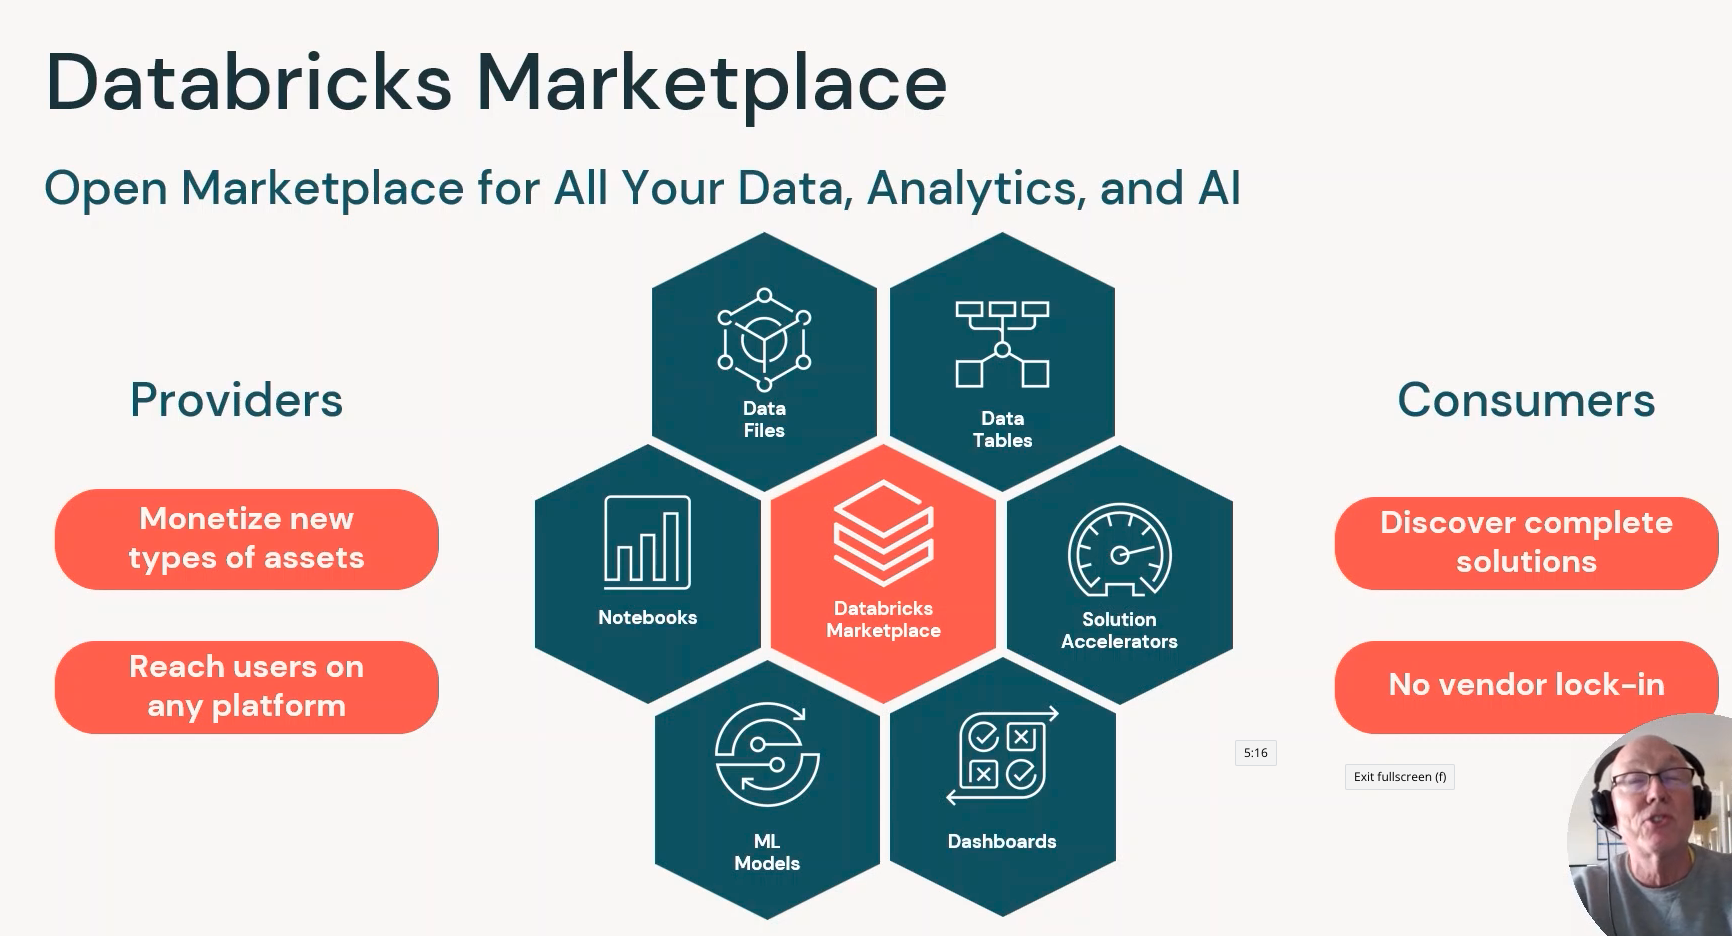 Databricks Marketplace
Open Marketplace for All Your Data, Analytics, and AI
Providers
Monetize new
types of assets
Reach users on
any platform
Data
Files
Data
Tables
Notebooks
Databricks
Marketplace
Solution
Accelerators
ML
Models
Dashboards
Consumers
Discover complete
solutions
No vendor lock-in
5:16
Exit fullscreen (f)